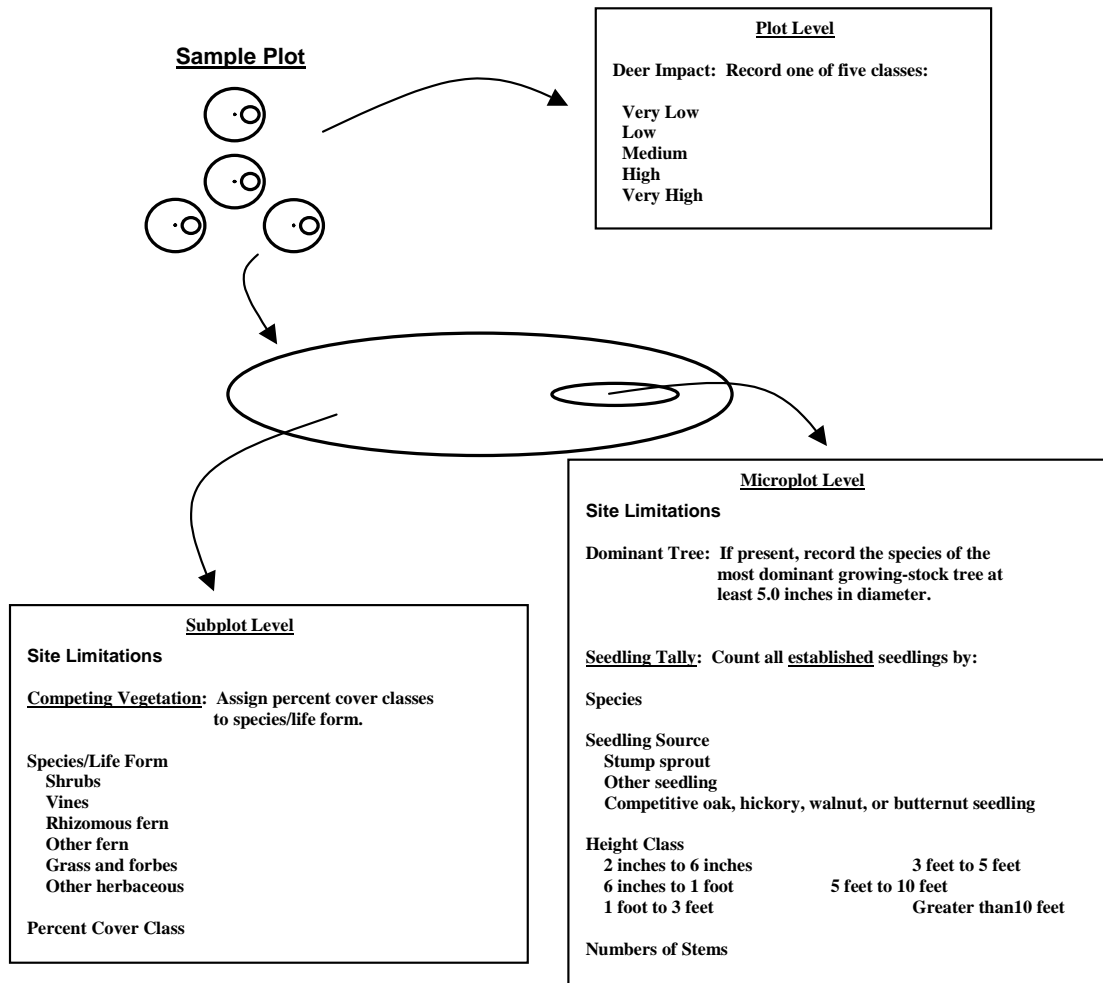 Sample Plot
Plot Level
Deer Impact: Record one of five classes:
Very Low
Low
Medium
High
Very High
Subplot Level
Site Limitations
Competing Vegetation: Assign percent cover classes
to species/life form.
Species/Life Form
Shrubs
Vines
Rhizomous fern
Other fern
Grass and forbes
Other herbaceous
Percent Cover Class
Microplot Level
Site Limitations
Dominant Tree: If present, record the species of the
most dominant growing-stock tree at
least 5.0 inches in diameter.
Seedling Tally: Count all established seedlings by:
Species
Seedling Source
Stump sprout
Other seedling
Competitive oak, hickory, walnut, or butternut seedling
Height Class
2 inches to 6 inches 3 feet to 5 feet
6 inches to 1 foot 5 feet to 10 feet
1 foot to 3 feet Greater than10 feet
Numbers of Stems